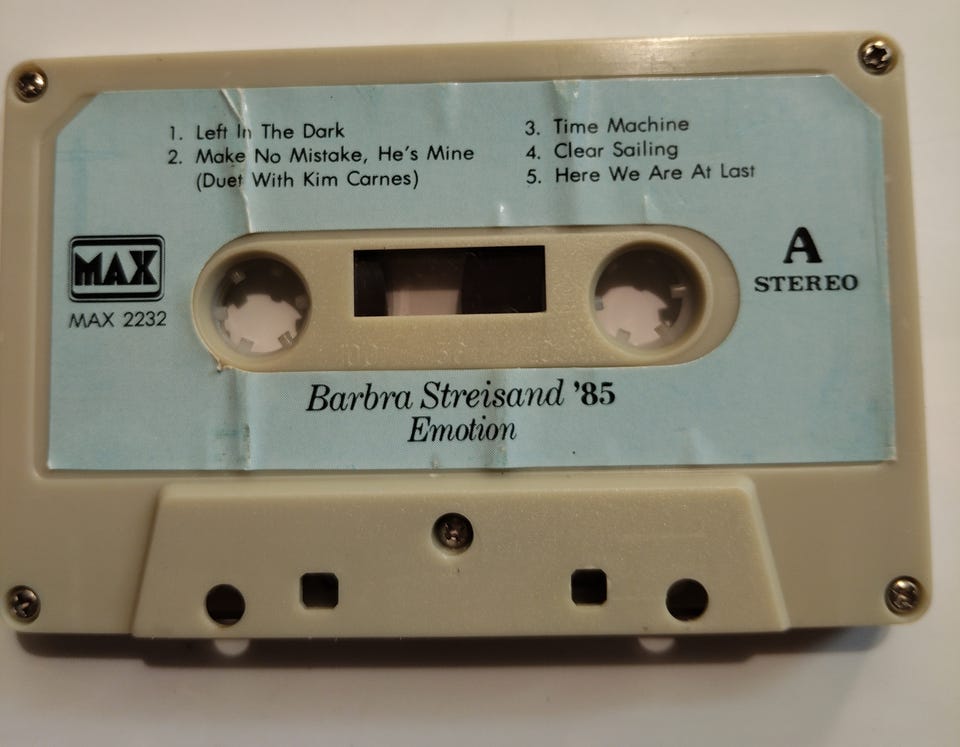 1. Left In The Dark
2. Make No Mistake, He's Mine
(Duet With Kim Carnes)
3. Time Machine
4. Clear Sailing
5. Here We Are At Last
MAX
MAX 2232
A
STEREO
Barbra Streisand '85
Emotion